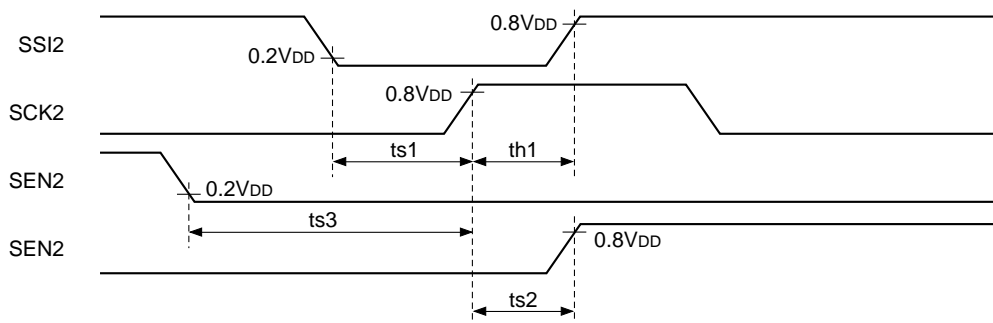 SSI2
0.8VDD
0.2VDD
SCK2
0.8VDD
ts1
th1
SEN2
0.2VDD
ts3
SEN2
0.8VDD
ts2